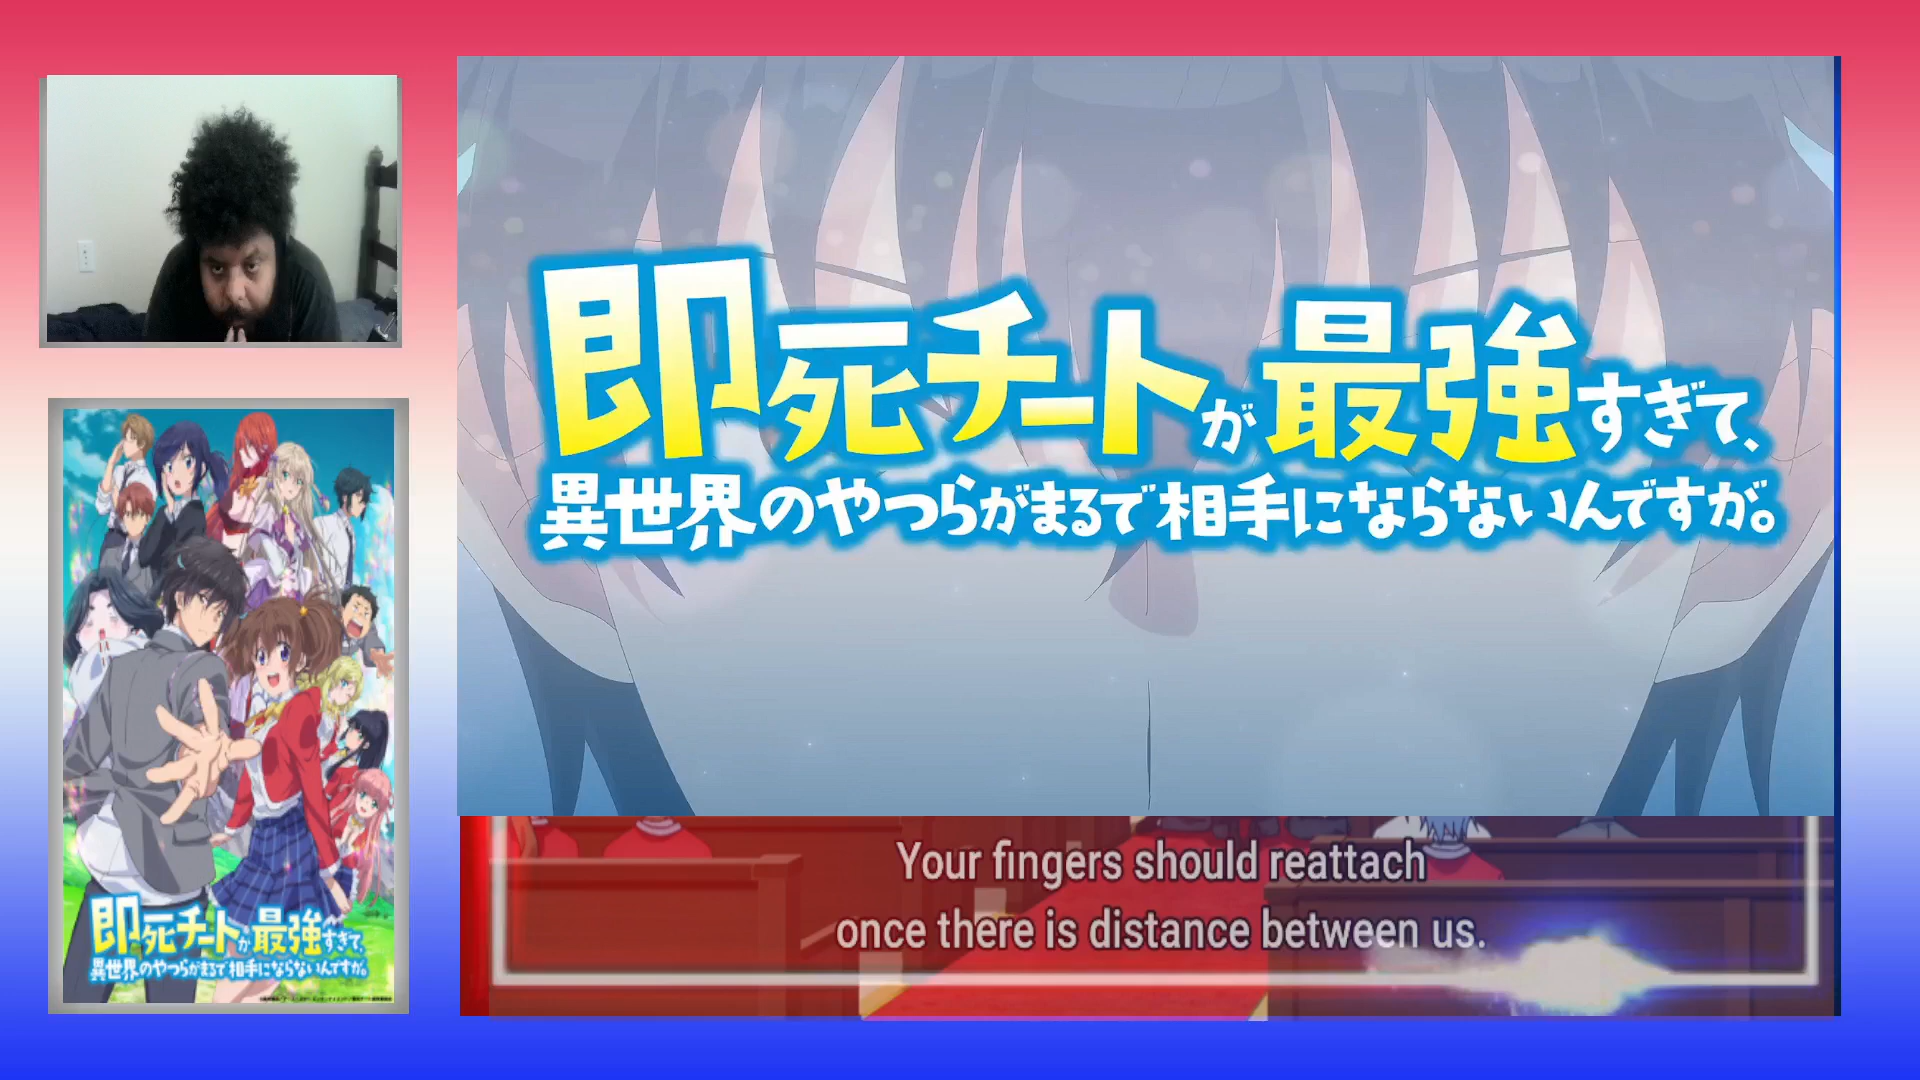 即死チートが最強すぎて、
異世界のやつらがまるで相手にならないんですが。
Your fingers should reattach
once there is distance between us.
即死チートが最強すぎて、
異世界のやつらがまるで相手にならないんですが。